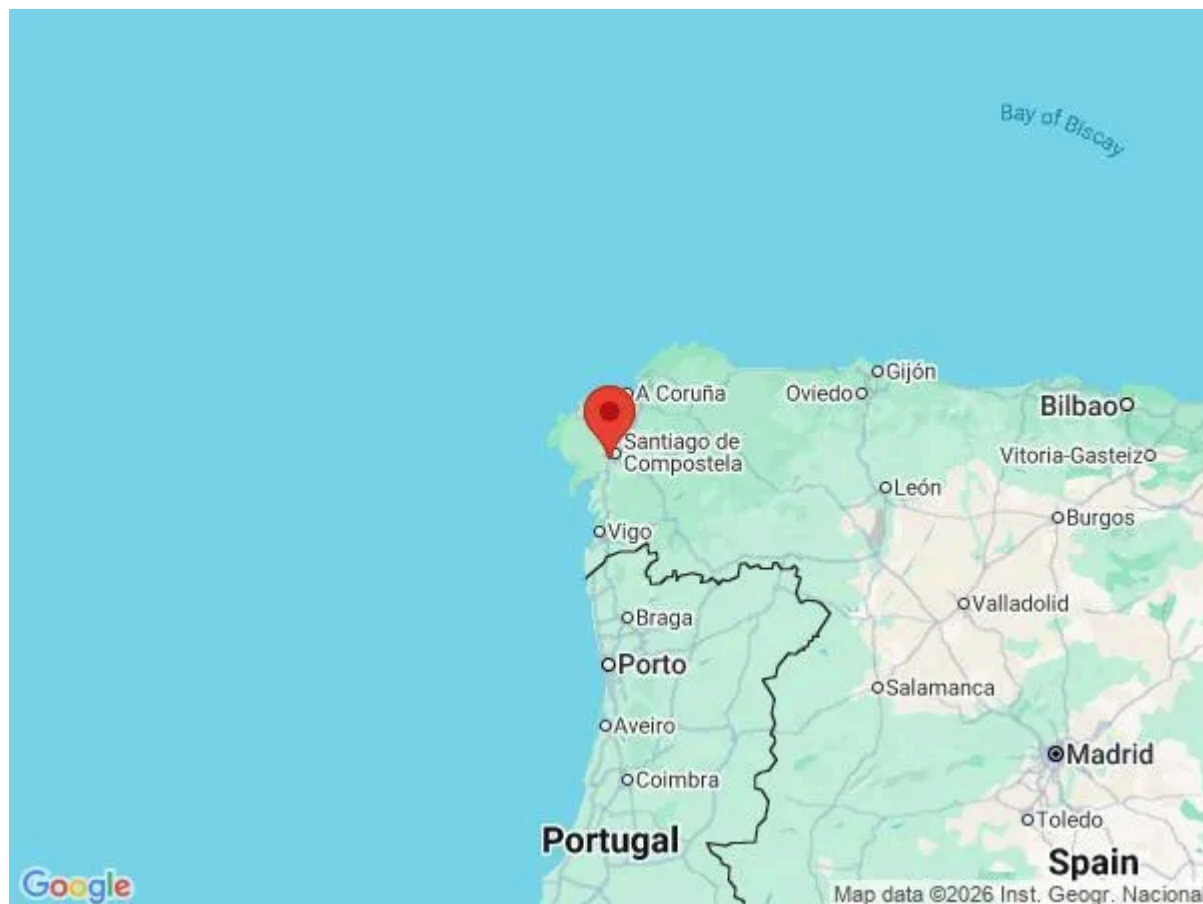 Bay of Biscay
A Coruña
Gijón
Oviedo
Bilbao
Santiago de
Compostela
Vitoria-Gasteiz
León
Burgos
Vigo
Valladolid
Braga
Porto
Salamanca
Aveiro
Madrid
Coimbra
Toledo
Portugal
Spain
Google
Map data ©2026 Inst. Geogr. Nacional